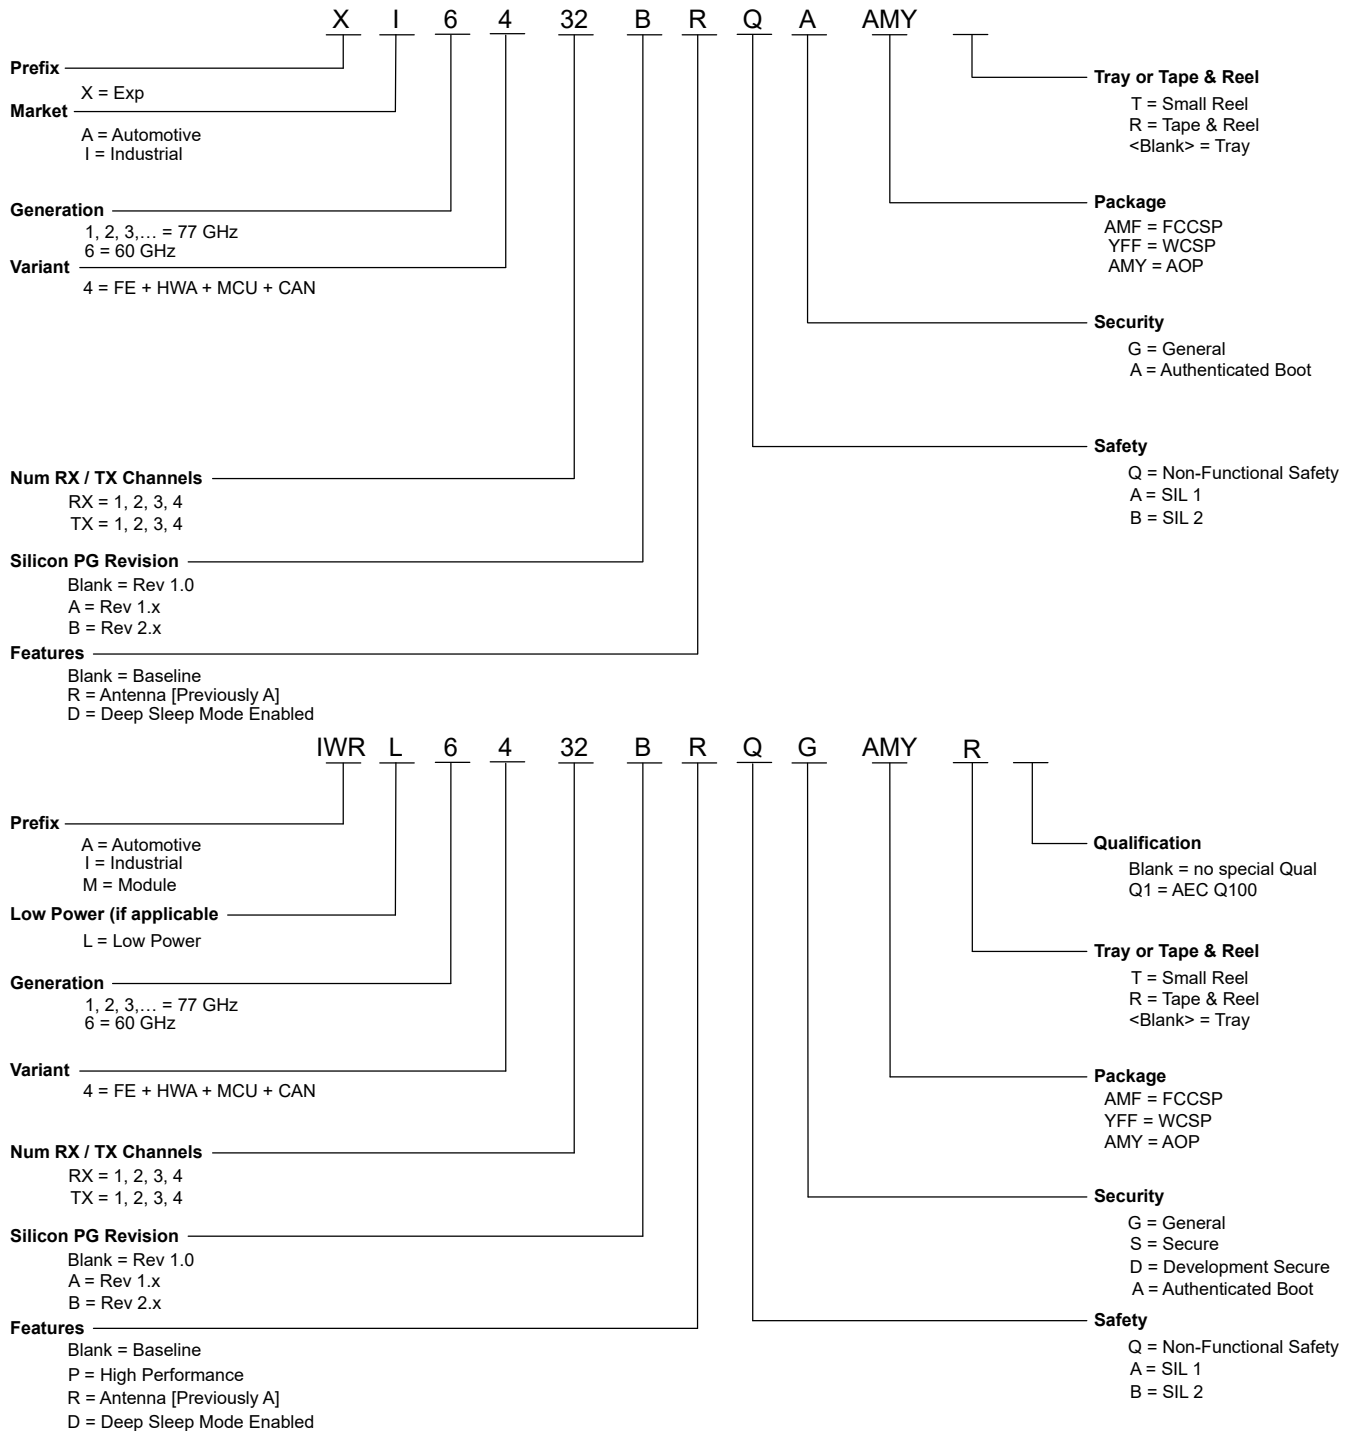 X I 6 4 32 B R Q A AMY
Prefix
X = Exp
Market
A = Automotive
I = Industrial
Generation
1, 2, 3,... = 77 GHz
6 = 60 GHz
Variant
4 = FE + HWA + MCU + CAN
Num RX / TX Channels
RX = 1, 2, 3, 4
TX = 1, 2, 3, 4
Silicon PG Revision
Blank = Rev 1.0
A = Rev 1.x
B = Rev 2.x
Features
Blank = Baseline
R = Antenna [Previously A]
D = Deep Sleep Mode Enabled
Tray or Tape & Reel
T = Small Reel
R = Tape & Reel
<Blank> = Tray
Package
AMF = FCCSP
YFF = WCSP
AMY = AOP
Security
G = General
A = Authenticated Boot
Safety
Q = Non-Functional Safety
A = SIL 1
B = SIL 2
IWR L 6 4 32 B R Q G AMY R
Prefix
A = Automotive
I = Industrial
M = Module
Low Power (if applicable
L = Low Power
Generation
1, 2, 3,... = 77 GHz
6 = 60 GHz
Variant
4 = FE + HWA + MCU + CAN
Num RX / TX Channels
RX = 1, 2, 3, 4
TX = 1, 2, 3, 4
Silicon PG Revision
Blank = Rev 1.0
A = Rev 1.x
B = Rev 2.x
Features
Blank = Baseline
P = High Performance
R = Antenna [Previously A]
D = Deep Sleep Mode Enabled
Qualification
Blank = no special Qual
Q1 = AEC Q100
Tray or Tape & Reel
T = Small Reel
R = Tape & Reel
<Blank> = Tray
Package
AMF = FCCSP
YFF = WCSP
AMY = AOP
Security
G = General
S = Secure
D = Development Secure
A = Authenticated Boot
Safety
Q = Non-Functional Safety
A = SIL 1
B = SIL 2